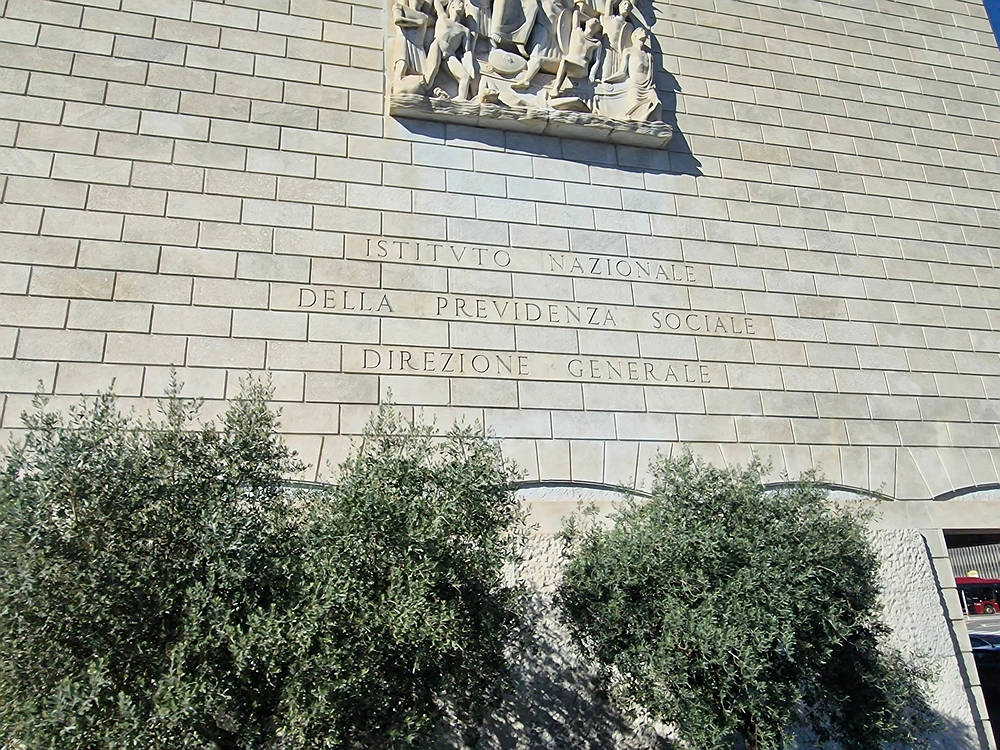 ISTITVTO NAZIONALE
DELLA PREVIDENZA SOCIALE
DIREZIONE GENERALE